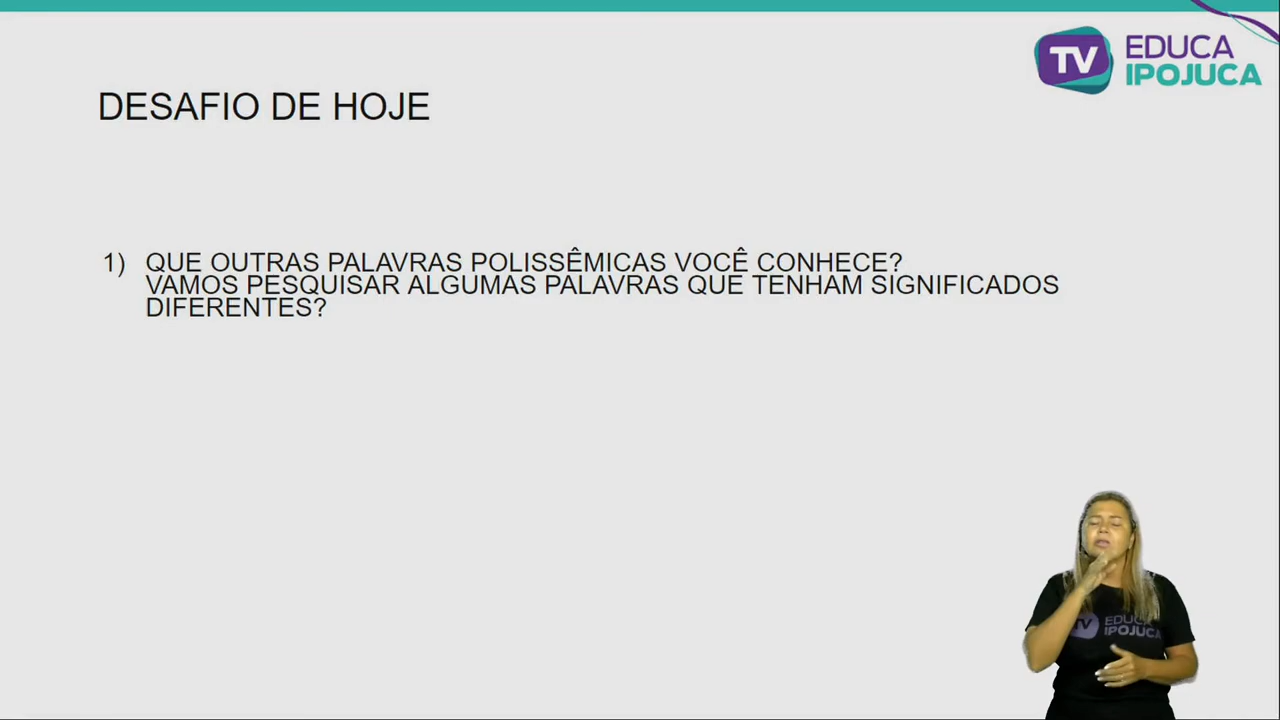 TV EDUCA
IPOJUCA
DESAFIO DE HOJE
1) QUE OUTRAS PALAVRAS POLISSÊMICAS VOCÊ CONHECE?
VAMOS PESQUISAR ALGUMAS PALAVRAS QUE TENHAM SIGNIFICADOS
DIFERENTES?
TV EDUCA
IPOJUCA